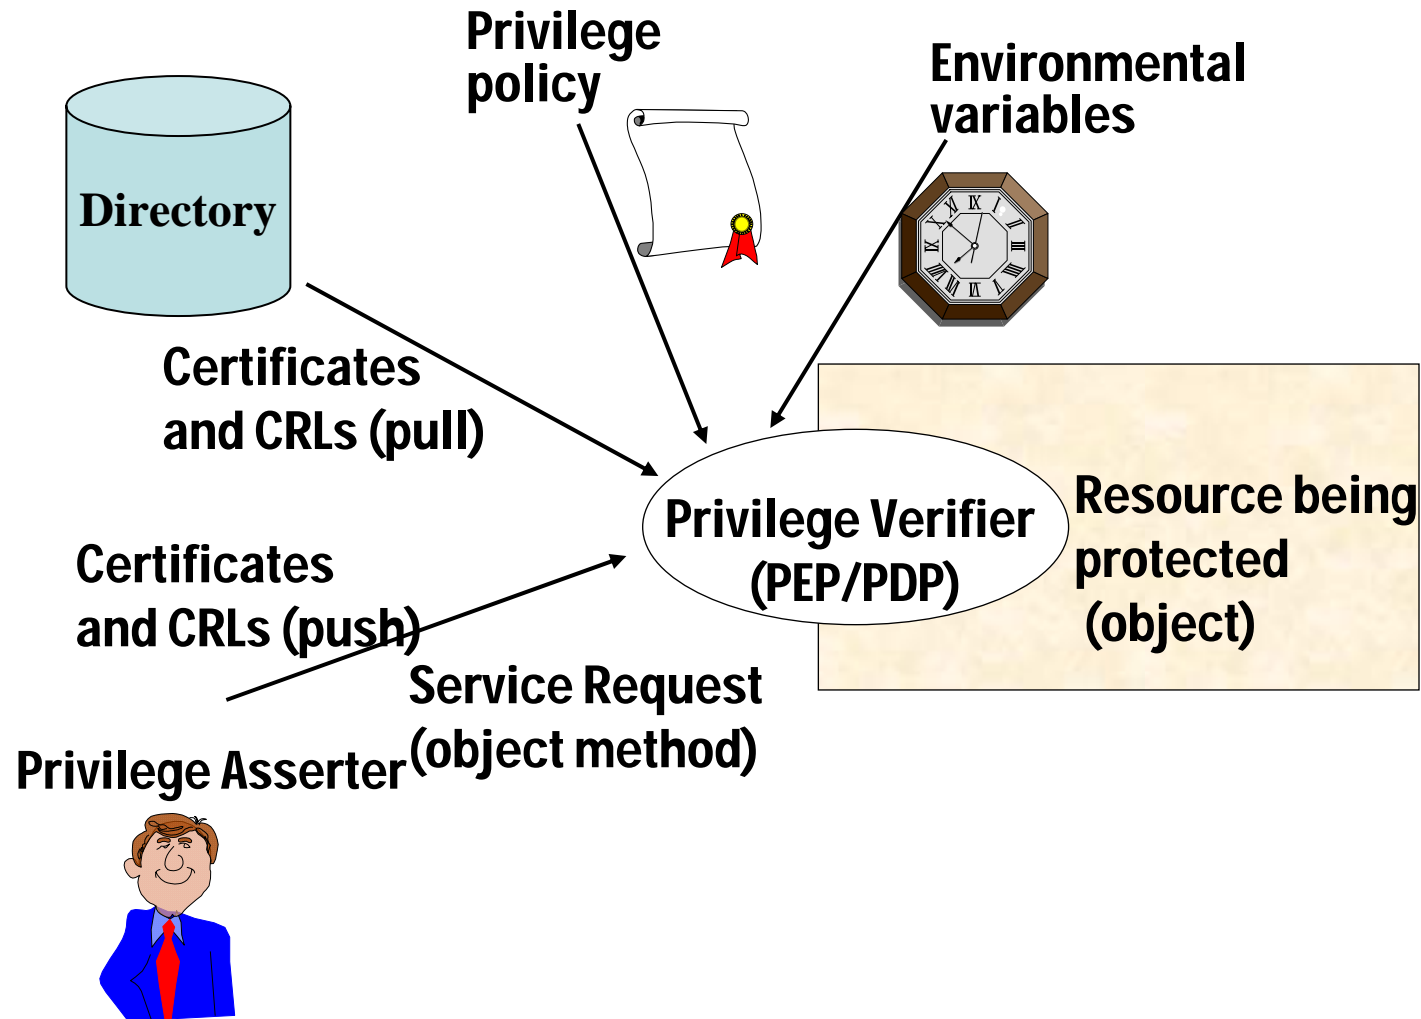 Privilege
policy
Environmental
variables
Directory
Certificates
and CRLs (pull)
Privilege Verifier
(PEP/PDP)
Resource being
protected
(object)
Certificates
and CRLs (push)
Service Request
(object method)
Privilege Asserter